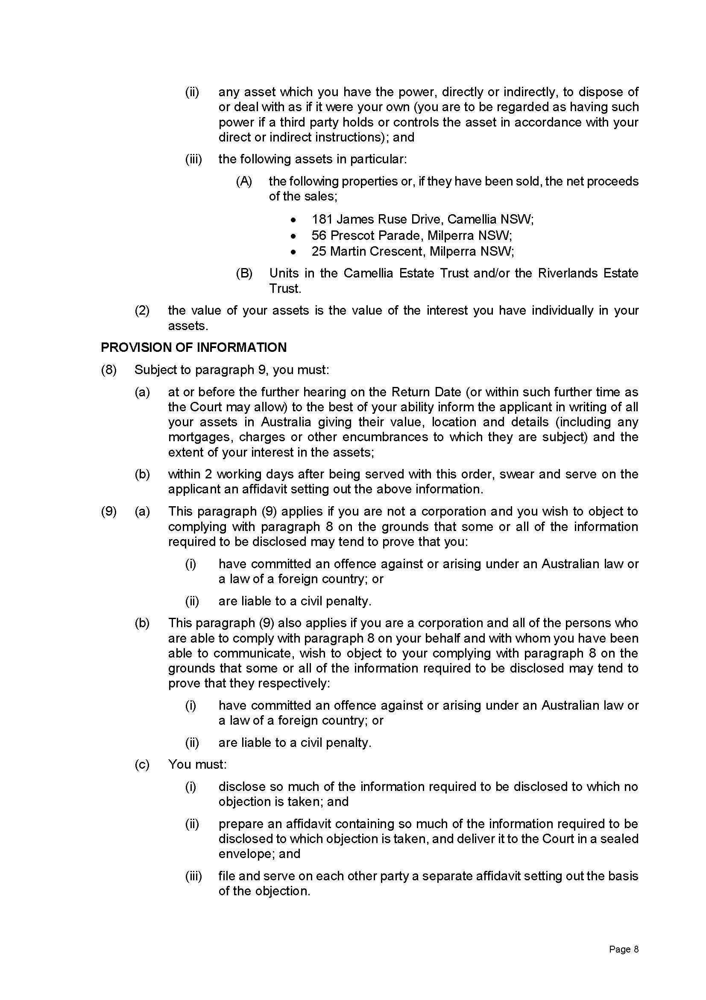 (ii) any asset which you have the power, directly or indirectly, to dispose of
or deal with as if it were your own (you are to be regarded as having such
power if a third party holds or controls the asset in accordance with your
direct or indirect instructions); and
(iii) the following assets in particular:
(A) the following properties or, if they have been sold, the net proceeds
of the sales;
• 181 James Ruse Drive, Camellia NSW;
• 56 Prescot Parade, Milperra NSW;
• 25 Martin Crescent, Milperra NSW;
(B) Units in the Camellia Estate Trust and/or the Riverlands Estate
Trust.
(2) the value of your assets is the value of the interest you have individually in your
assets.
PROVISION OF INFORMATION
(8) Subject to paragraph 9, you must:
(a) at or before the further hearing on the Return Date (or within such further time as
the Court may allow) to the best of your ability inform the applicant in writing of all
your assets in Australia giving their value, location and details (including any
mortgages, charges or other encumbrances to which they are subject) and the
extent of your interest in the assets;
(b) within 2 working days after being served with this order, swear and serve on the
applicant an affidavit setting out the above information.
(9) (a) This paragraph (9) applies if you are not a corporation and you wish to object to
complying with paragraph 8 on the grounds that some or all of the information
required to be disclosed may tend to prove that you:
(i) have committed an offence against or arising under an Australian law or
a law of a foreign country; or
(ii) are liable to a civil penalty.
(b) This paragraph (9) also applies if you are a corporation and all of the persons who
are able to comply with paragraph 8 on your behalf and with whom you have been
able to communicate, wish to object to your complying with paragraph 8 on the
grounds that some or all of the information required to be disclosed may tend to
prove that they respectively:
(i) have committed an offence against or arising under an Australian law or
a law of a foreign country; or
(ii) are liable to a civil penalty.
(c) You must:
(i) disclose so much of the information required to be disclosed to which no
objection is taken; and
(ii) prepare an affidavit containing so much of the information required to be
disclosed to which objection is taken, and deliver it to the Court in a sealed
envelope; and
(iii) file and serve on each other party a separate affidavit setting out the basis
of the objection.
Page 8